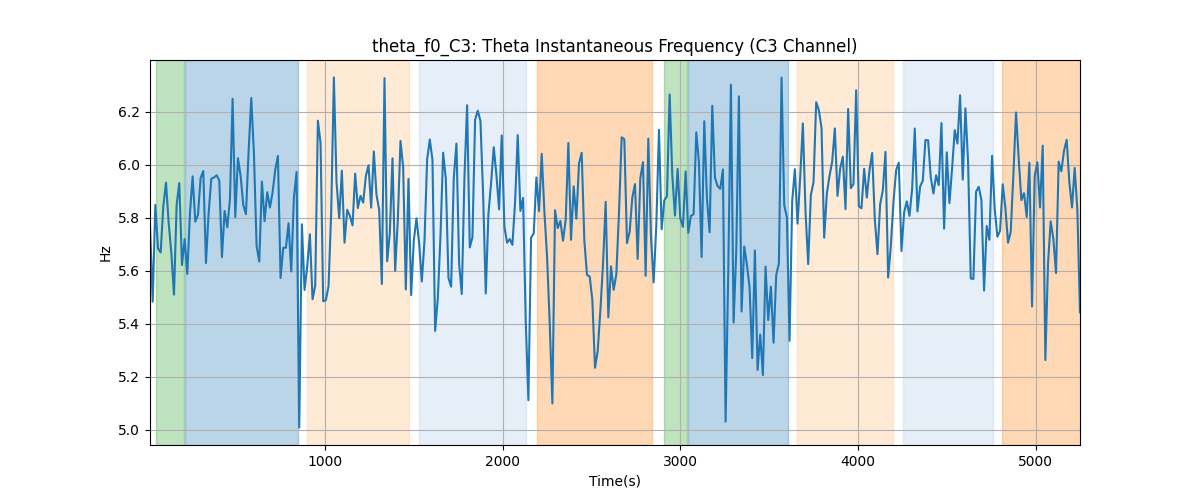 theta_f0_C3: Theta Instantaneous Frequency (C3 Channel)
Hz
6.2
6.0
5.8
5.6
5.4
5.2
5.0
1000 2000 3000 4000 5000
Time(s)